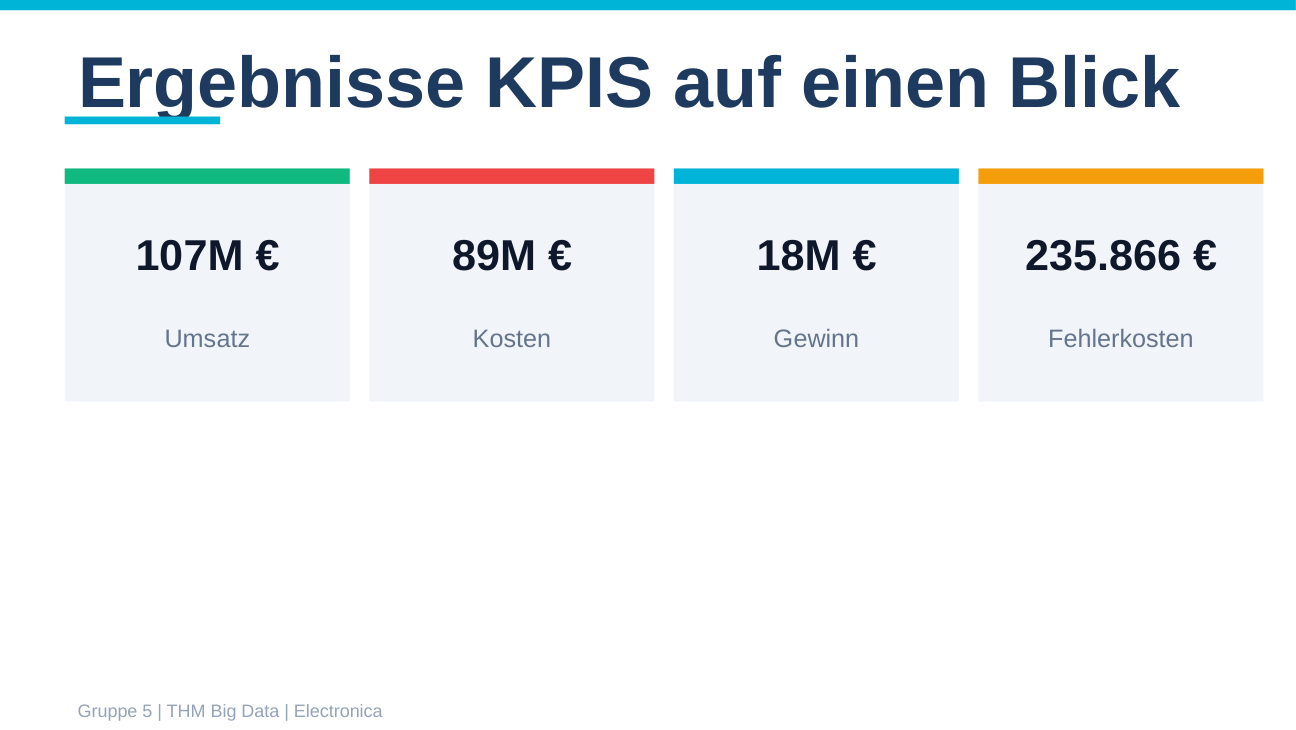 Ergebnisse KPIS auf einen Blick
107M €
Umsatz
89M €
Kosten
18M €
Gewinn
235.866 €
Fehlerkosten
Gruppe 5 | THM Big Data | Electronica